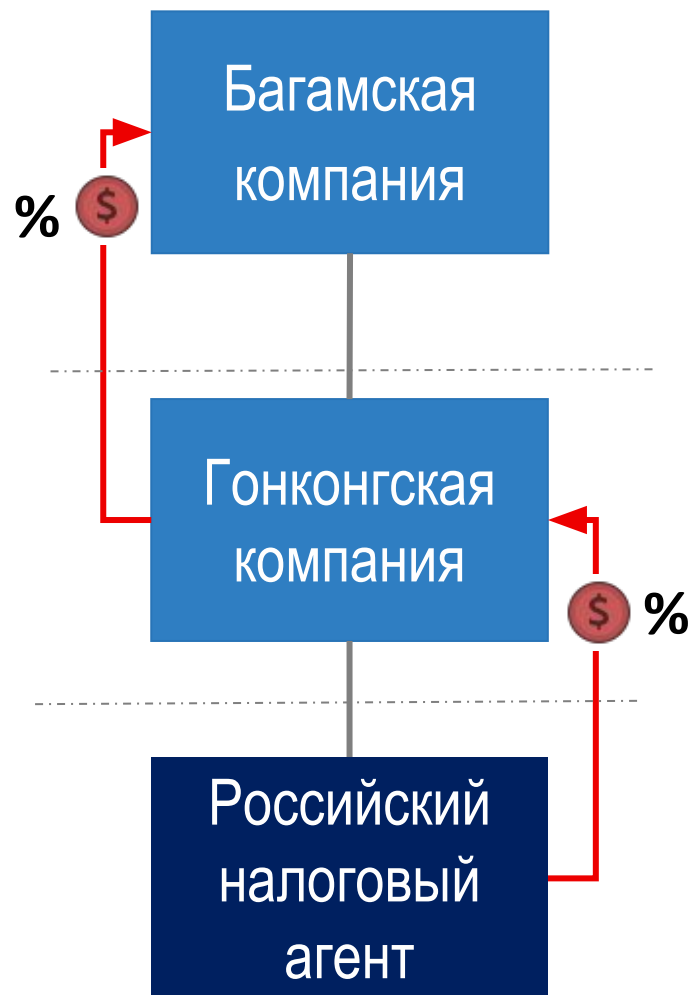 Багамская
компания
% $
Гонконгская
компания
$ %
Российский
налоговый
агент